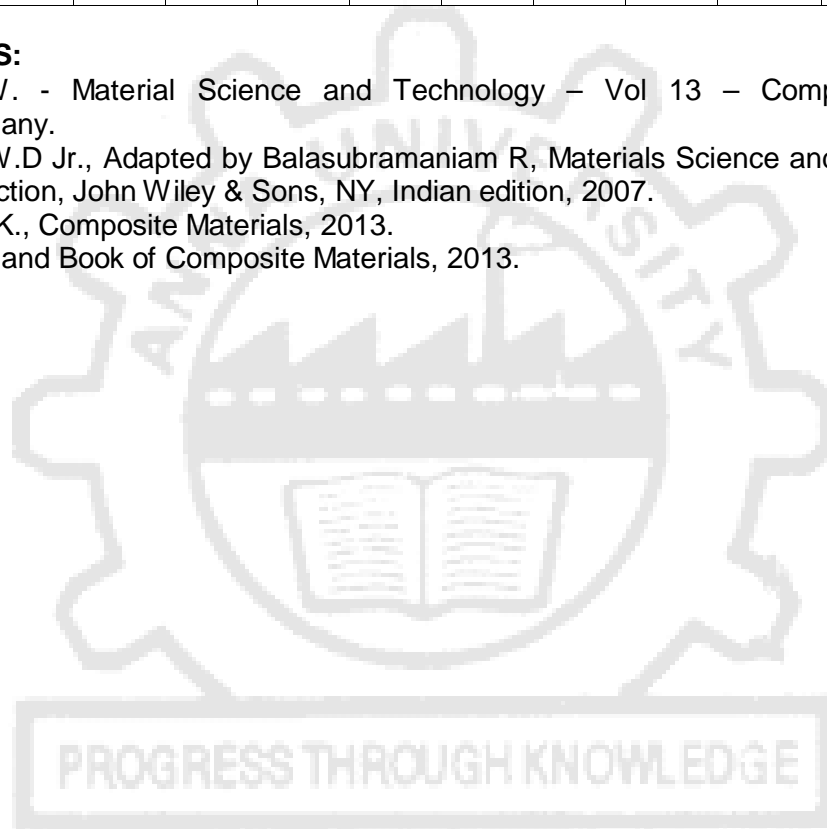 S:
W. - Material Science and Technology – Vol 13 – Comp
any.
W.D Jr., Adapted by Balasubramaniam R, Materials Science and
ction, John Wiley & Sons, NY, Indian edition, 2007.
K., Composite Materials, 2013.
and Book of Composite Materials, 2013.
UNIVERSITY
PROGRESS THROUGH KNOWLEDGE